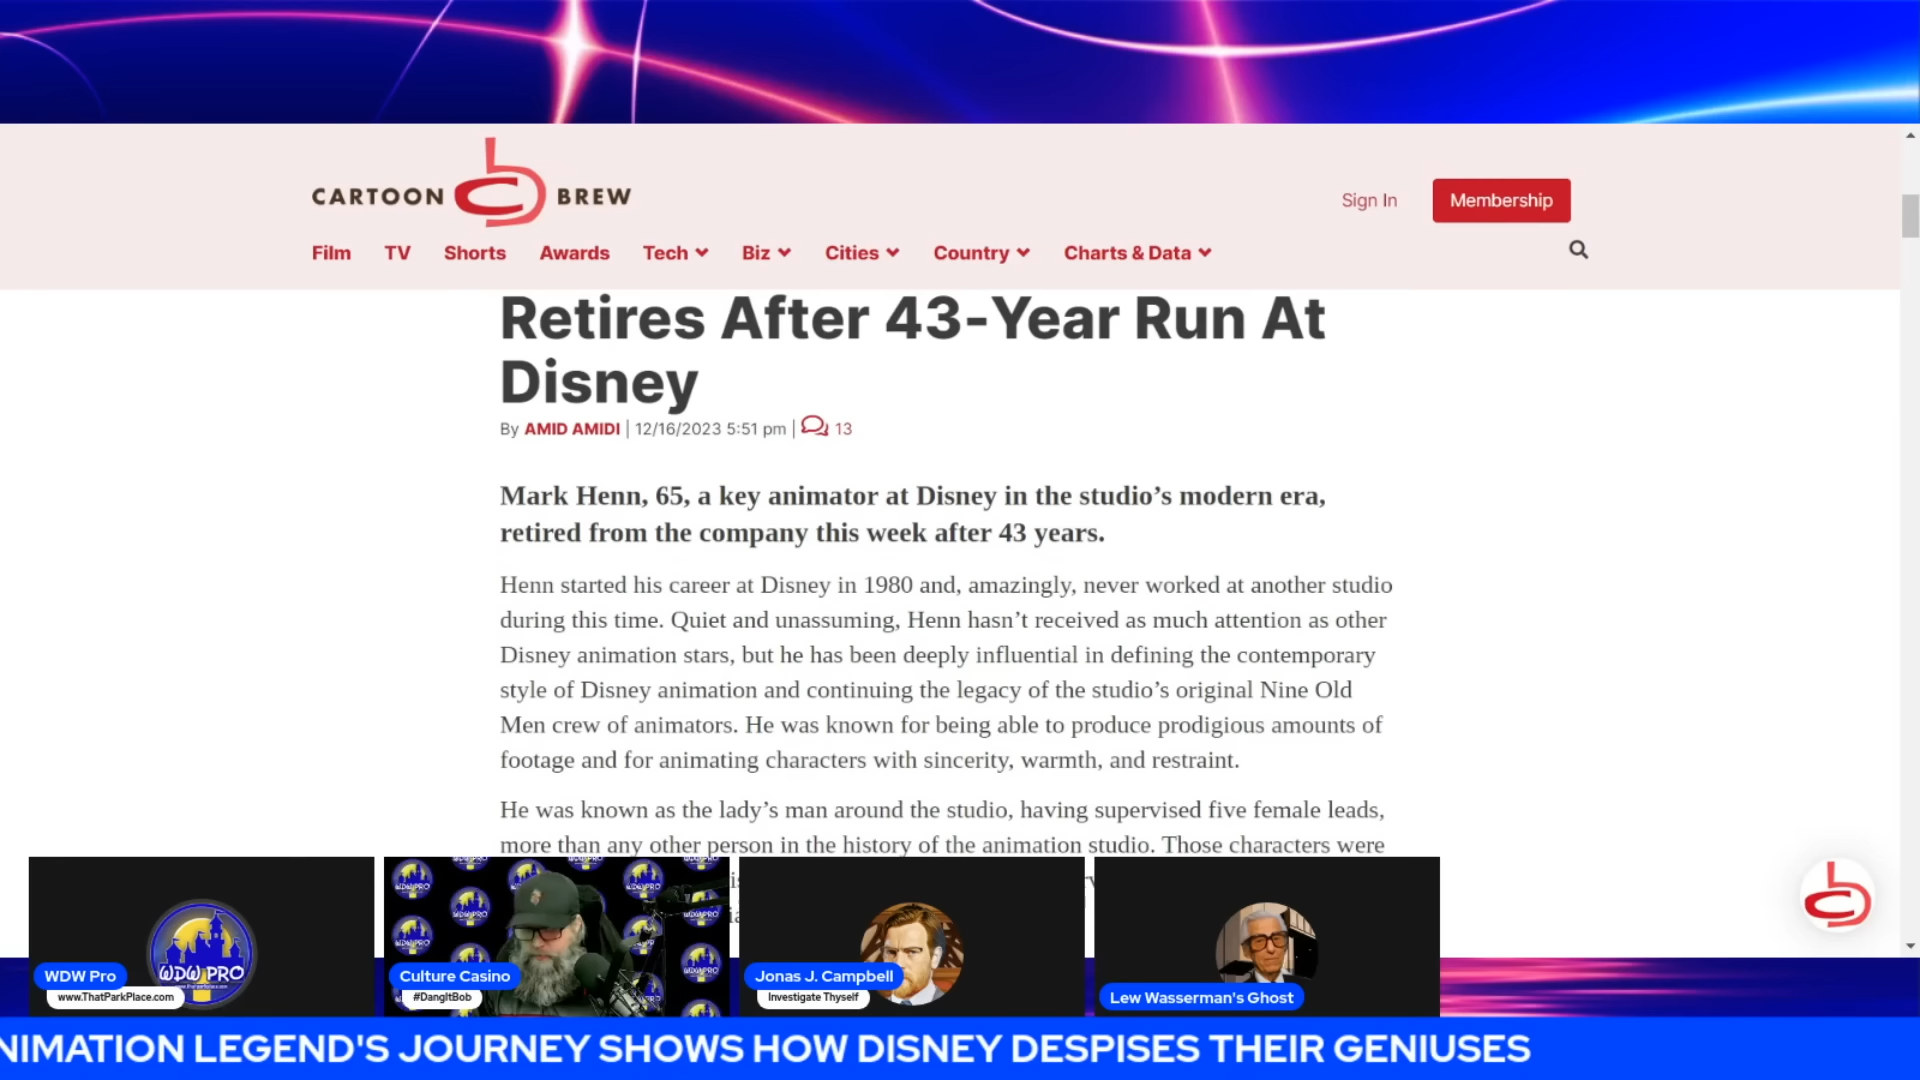 CARTOON BREW
Sign In
Membership
Film TV Shorts Awards Tech Biz Cities Country Charts & Data
Retires After 43-Year Run At
Disney
By AMID AMIDI | 12/16/2023 5:51 pm | 13
Mark Henn, 65, a key animator at Disney in the studio’s modern era,
retired from the company this week after 43 years.
Henn started his career at Disney in 1980 and, amazingly, never worked at another studio
during this time. Quiet and unassuming, Henn hasn’t received as much attention as other
Disney animation stars, but he has been deeply influential in defining the contemporary
style of Disney animation and continuing the legacy of the studio’s original Nine Old
Men crew of animators. He was known for being able to produce prodigious amounts of
footage and for animating characters with sincerity, warmth, and restraint.
He was known as the lady’s man around the studio, having supervised five female leads,
more than any other person in the history of the animation studio. Those characters were
WDW PRO
WDW Pro
www.ThatParkPlace.com
Culture Casino
#DangItBob
Jonas J. Campbell
Investigate Thyself
Lew Wasserman's Ghost
NIMATION LEGEND'S JOURNEY SHOWS HOW DISNEY DESPISES THEIR GENIUSES